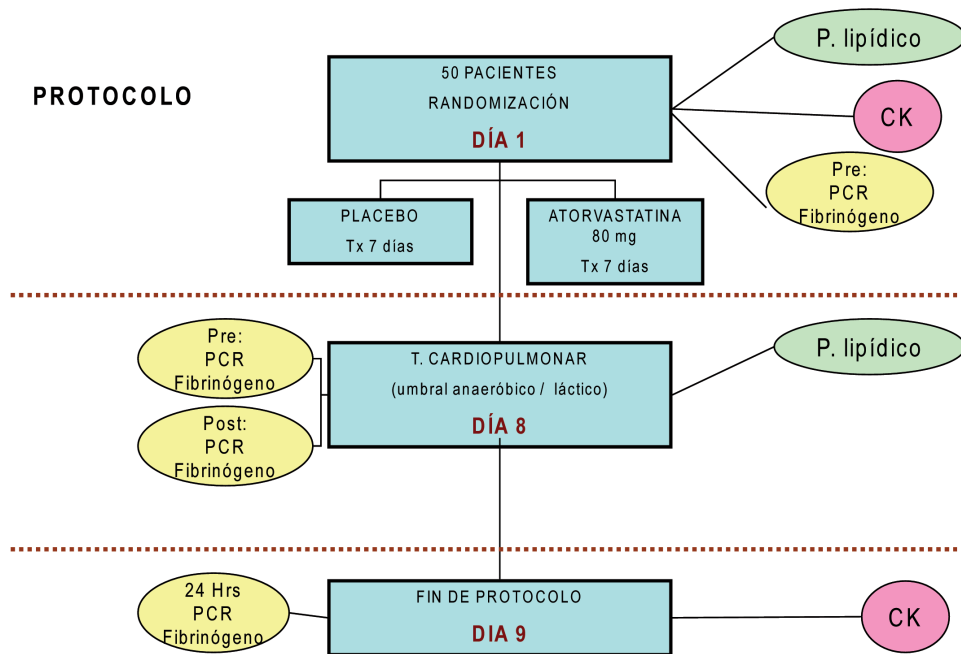 PROTOCOLO
50 PACIENTES
RANDOMIZACIÓN
DÍA 1
P. lipídico
CK
Pre:
PCR
Fibrinógeno
PLACEBO
Tx 7 días
ATORVASTATINA
80 mg
Tx 7 días
Pre:
PCR
Fibrinógeno
Post:
PCR
Fibrinógeno
T. CARDIOPULMONAR
(umbral anaeróbico / láctico)
DÍA 8
P. lipídico
24 Hrs
PCR
Fibrinógeno
FIN DE PROTOCOLO
DIA 9
CK